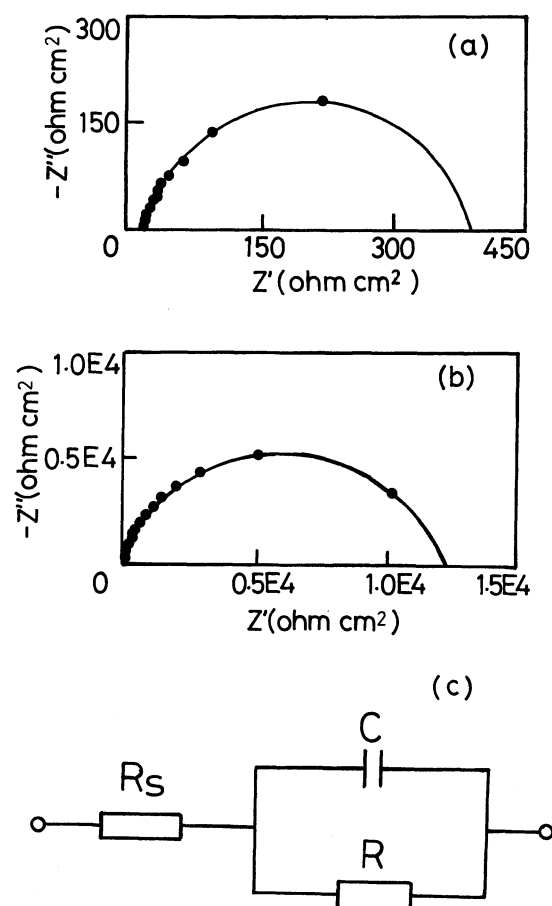 300
(a)
150
-Z"(ohm cm²)
0
0 150 300 450
Z' (ohm cm²)
1.0E4
(b)
0.5E4
-Z"(ohm cm²)
0 0.5E4 1.0E4 1.5E4
Z'(ohm cm²)
(c)
C
Rs
R